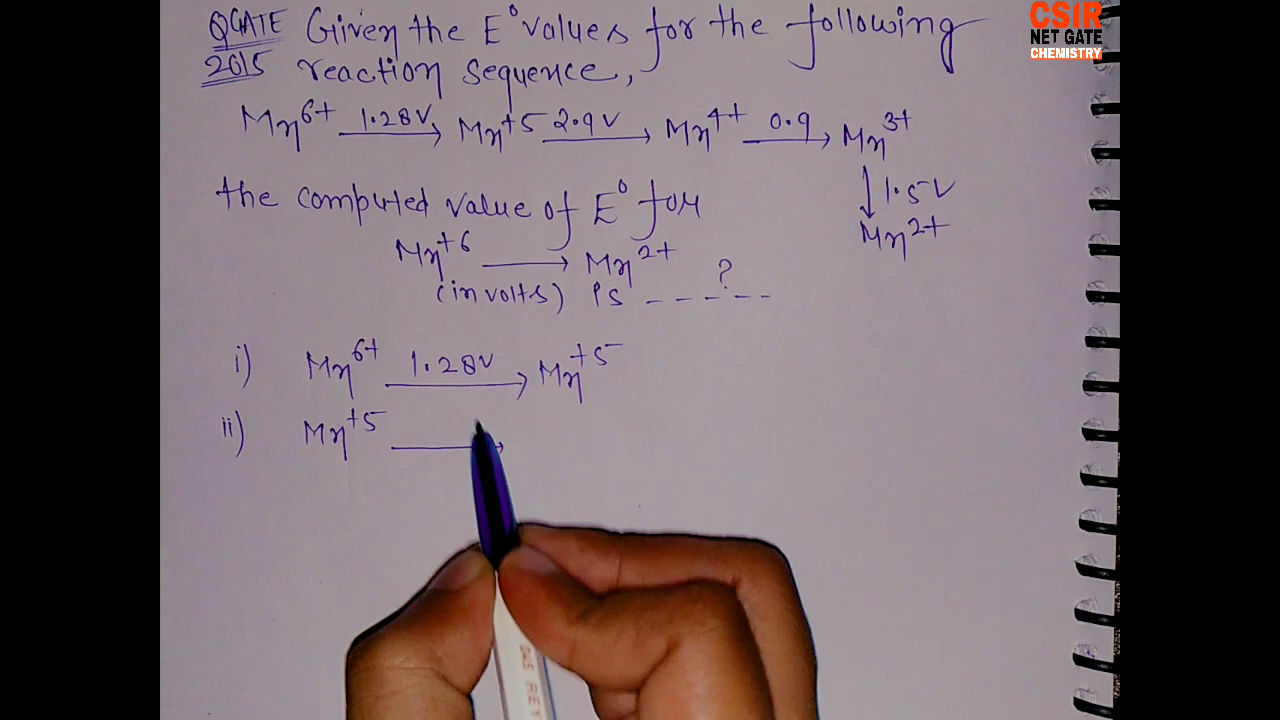 QGATE Given the E° values for the following
2015 reaction sequence,
CSIR
NET GATE
CHEMISTRY
Mn⁶⁺ 1.28V → Mn⁺⁵ 2.9V → Mn⁴⁺ 0.9 → Mn³⁺
↓ 1.5V
Mn²⁺
the computed value of E° for
Mn⁺⁶ → Mn²⁺
(in volts) is - - - - - ?
i) Mn⁶⁺ 1.28V → Mn⁺⁵
ii) Mn⁺⁵ →